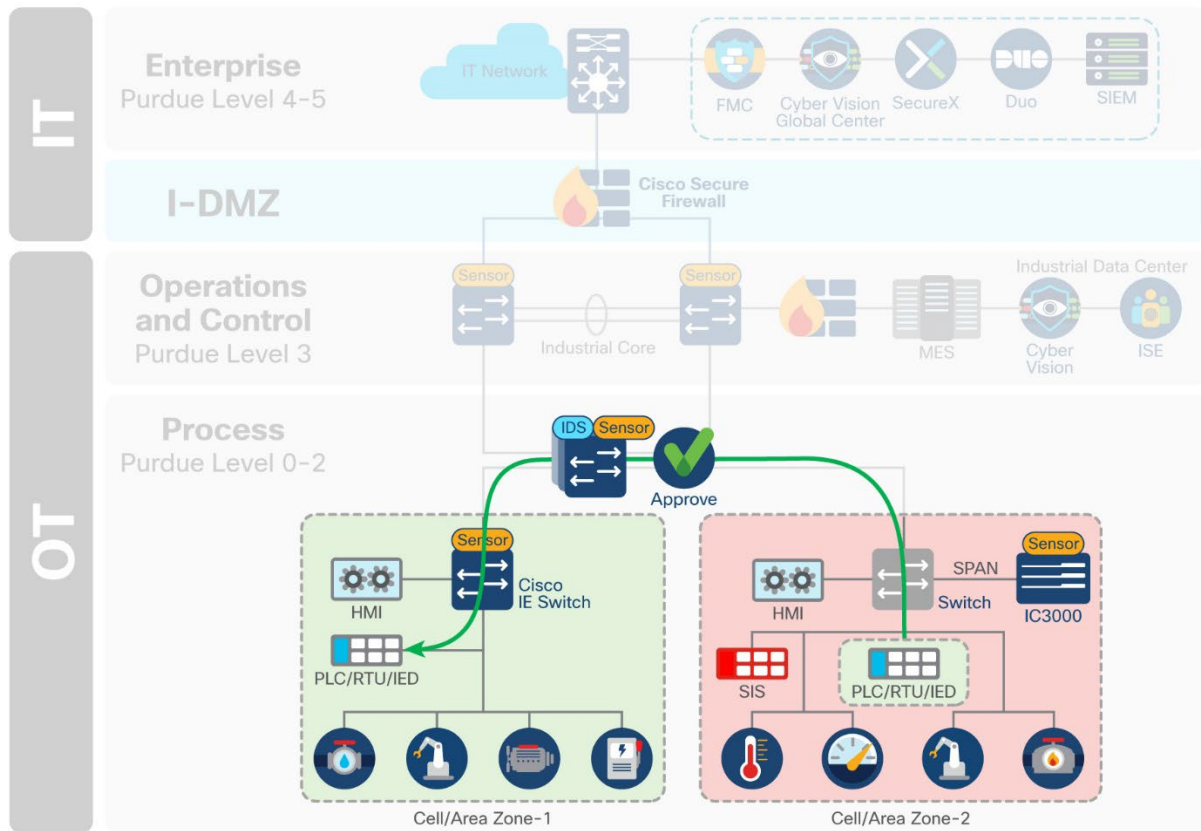 IT
Enterprise
Purdue Level 4-5
IT Network
FMC
Cyber Vision
Global Center
SecureX
DUO
Duo
SIEM
I-DMZ
Cisco Secure
Firewall
OT
Operations
and Control
Purdue Level 3
Sensor
Sensor
Industrial Core
Industrial Data Center
MES
Cyber
Vision
ISE
Process
Purdue Level 0-2
IDS
Sensor
Approve
Sensor
HMI
Cisco
IE Switch
PLC/RTU/IED
Cell/Area Zone-1
HMI
SPAN
Switch
Sensor
IC3000
SIS
PLC/RTU/IED
Cell/Area Zone-2